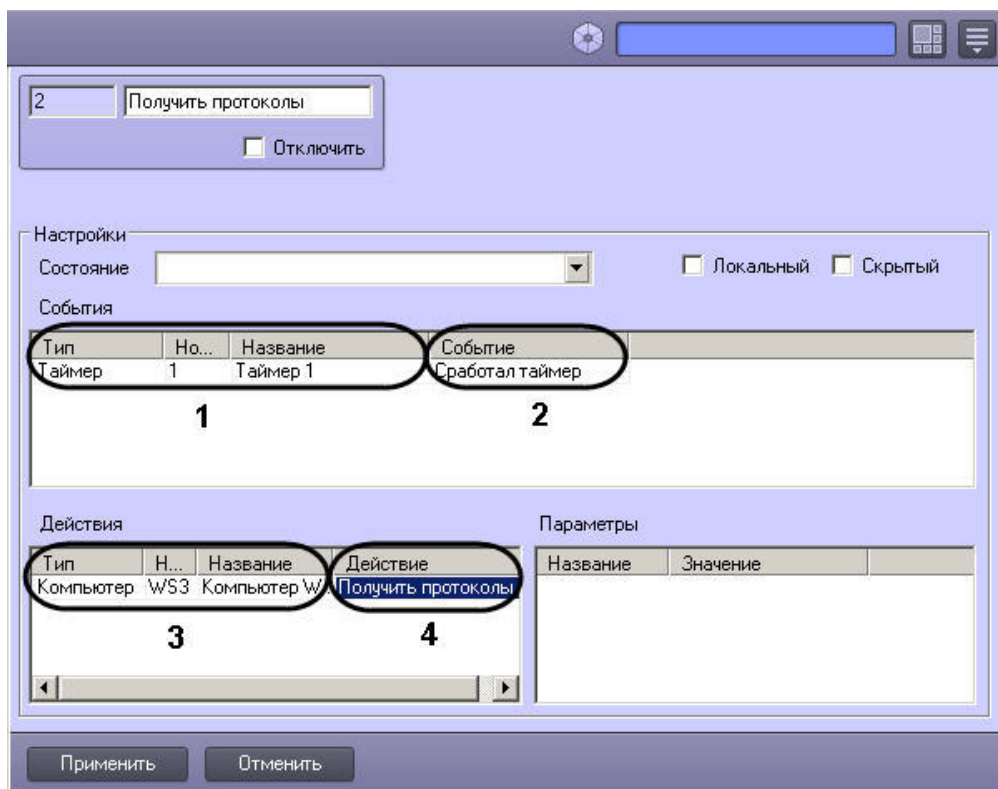 2 Получить протоколы
Отключить
Настройки
Состояние Локальный Скрытый
События
Тип Но... Название Событие
Таймер 1 Таймер 1 Сработал таймер
1 2
Действия Параметры
Тип Н... Название Действие Название Значение
Компьютер WS3 Компьютер W... Получить протоколы
3 4
Применить Отменить